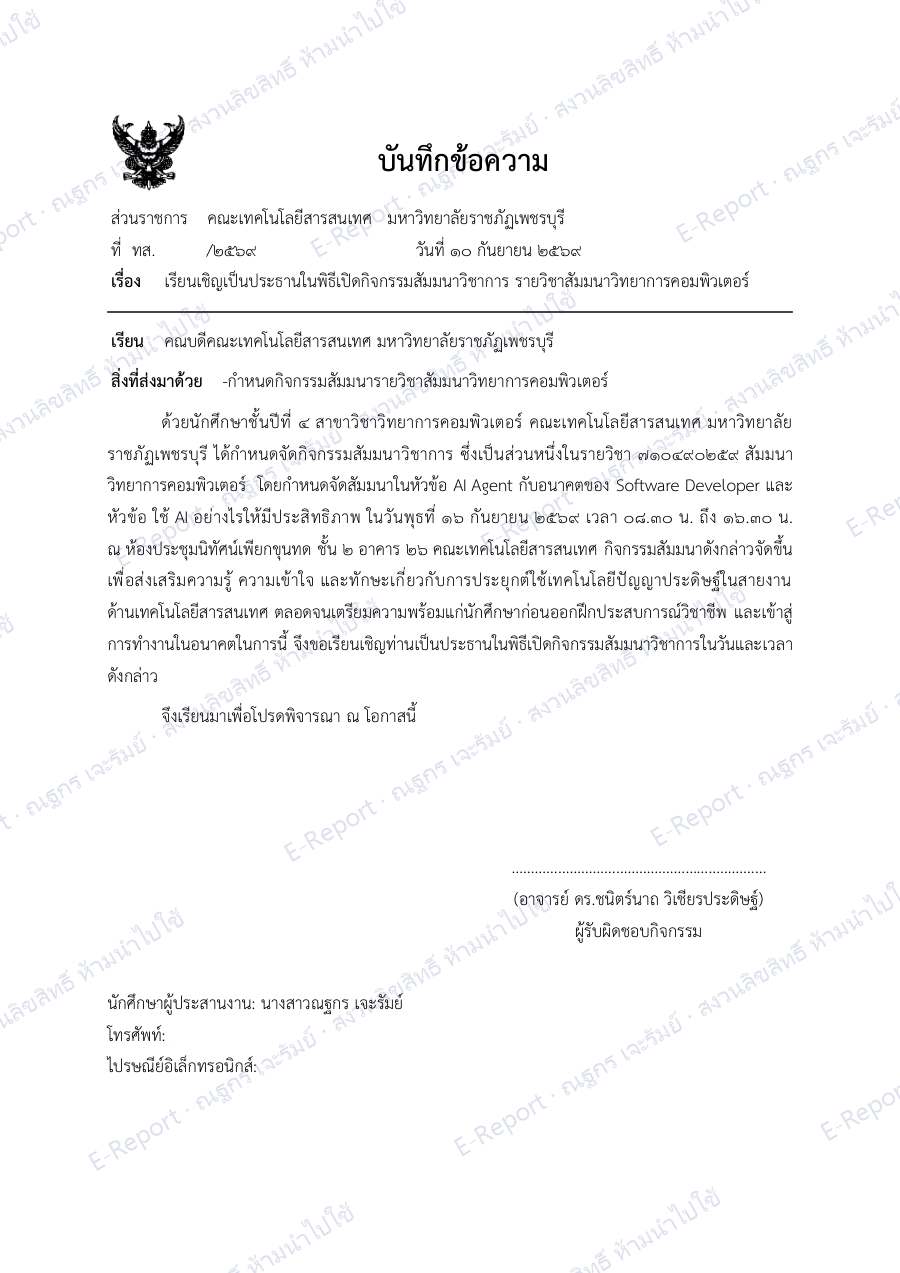 บันทึกข้อความ
ส่วนราชการ คณะเทคโนโลยีสารสนเทศ มหาวิทยาลัยราชภัฏเพชรบุรี
ที่ ทส. /๒๕๖๙ วันที่ ๑๐ กันยายน ๒๕๖๙
เรื่อง เรียนเชิญเป็นประธานในพิธีเปิดกิจกรรมสัมมนาวิชาการ รายวิชาสัมมนาวิทยาการคอมพิวเตอร์
เรียน คณบดีคณะเทคโนโลยีสารสนเทศ มหาวิทยาลัยราชภัฏเพชรบุรี
สิ่งที่ส่งมาด้วย -กำหนดกิจกรรมสัมมนารายวิชาสัมมนาวิทยาการคอมพิวเตอร์
ด้วยนักศึกษาชั้นปีที่ ๔ สาขาวิชาวิทยาการคอมพิวเตอร์ คณะเทคโนโลยีสารสนเทศ มหาวิทยาลัย
ราชภัฏเพชรบุรี ได้กำหนดจัดกิจกรรมสัมมนาวิชาการ ซึ่งเป็นส่วนหนึ่งในรายวิชา ๗๑๐๔๙๐๒๕๙ สัมมนา
วิทยาการคอมพิวเตอร์ โดยกำหนดจัดสัมมนาในหัวข้อ AI Agent กับอนาคตของ Software Developer และ
หัวข้อ ใช้ AI อย่างไรให้มีประสิทธิภาพ ในวันพุธที่ ๑๖ กันยายน ๒๕๖๙ เวลา ๐๘.๓๐ น. ถึง ๑๖.๓๐ น.
ณ ห้องประชุมนิทัศน์เพียกขุนทด ชั้น ๒ อาคาร ๒๖ คณะเทคโนโลยีสารสนเทศ กิจกรรมสัมมนาดังกล่าวจัดขึ้น
เพื่อส่งเสริมความรู้ ความเข้าใจ และทักษะเกี่ยวกับการประยุกต์ใช้เทคโนโลยีปัญญาประดิษฐ์ในสายงาน
ด้านเทคโนโลยีสารสนเทศ ตลอดจนเตรียมความพร้อมแก่นักศึกษาก่อนออกฝึกประสบการณ์วิชาชีพ และเข้าสู่
การทำงานในอนาคตในการนี้ จึงขอเรียนเชิญท่านเป็นประธานในพิธีเปิดกิจกรรมสัมมนาวิชาการในวันและเวลา
ดังกล่าว
จึงเรียนมาเพื่อโปรดพิจารณา ณ โอกาสนี้
..................................................................
(อาจารย์ ดร.ชนิตร์นาถ วิเชียรประดิษฐ์)
ผู้รับผิดชอบกิจกรรม
นักศึกษาผู้ประสานงาน: นางสาวณฐกร เจะรัมย์
โทรศัพท์:
ไปรษณีย์อิเล็กทรอนิกส์:
E-Report · ณฐกร เจะรัมย์ · สงวนลิขสิทธิ์ ห้ามนำไปใช้